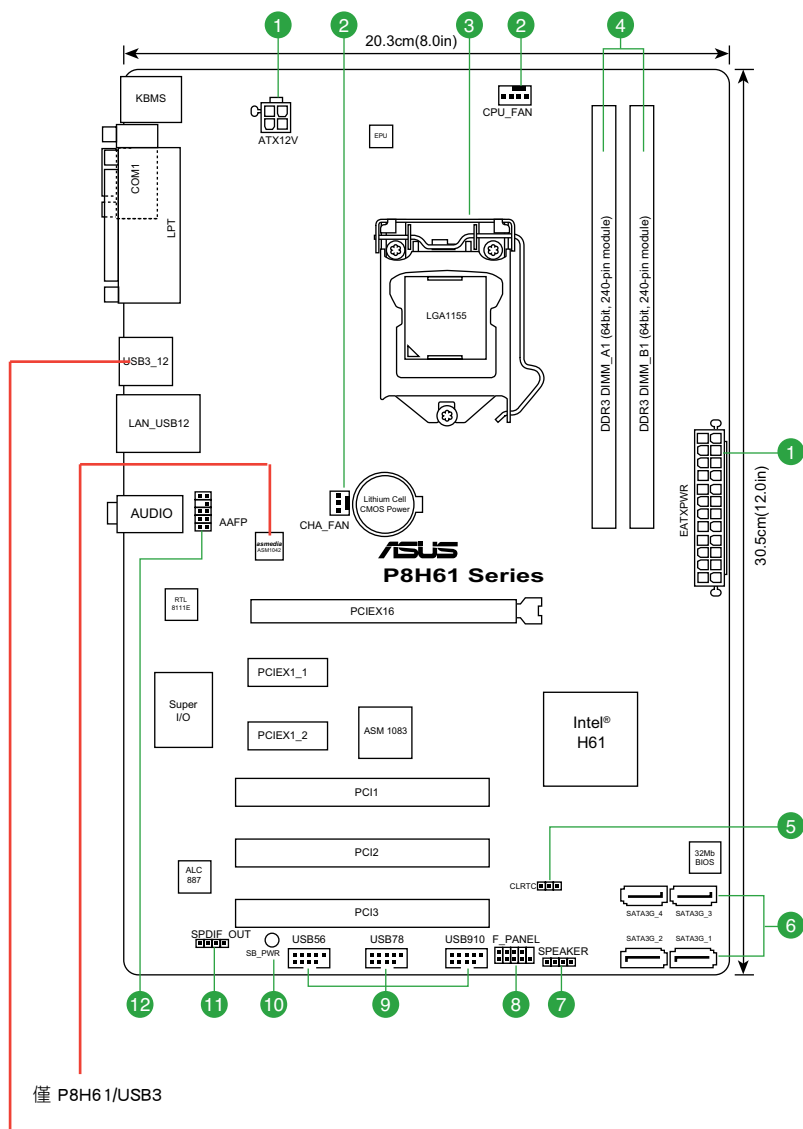 1
2
3
2
4
20.3cm(8.0in)
KBMS
ATX12V
CPU_FAN
EPU
COM1
LPT
DDR3 DIMM_A1 (64bit, 240-pin module)
DDR3 DIMM_B1 (64bit, 240-pin module)
LGA1155
USB3_12
LAN_USB12
1
EATXPWR
30.5cm(12.0in)
AUDIO
AAFP
CHA_FAN
Lithium Cell
CMOS Power
asmedia
ASM1042
ASUS
P8H61 Series
RTL
8111E
PCIEX16
PCIEX1_1
Super
I/O
PCIEX1_2
ASM 1083
Intel®
H61
PCI1
5
PCI2
32Mb
BIOS
ALC
887
CLRTC
PCI3
SATA3G_4
SATA3G_3
6
SPDIF_OUT
SB_PWR
USB56
USB78
USB910
F_PANEL
SPEAKER
SATA3G_2
SATA3G_1
12
11
10
9
8
7
僅 P8H61/USB3